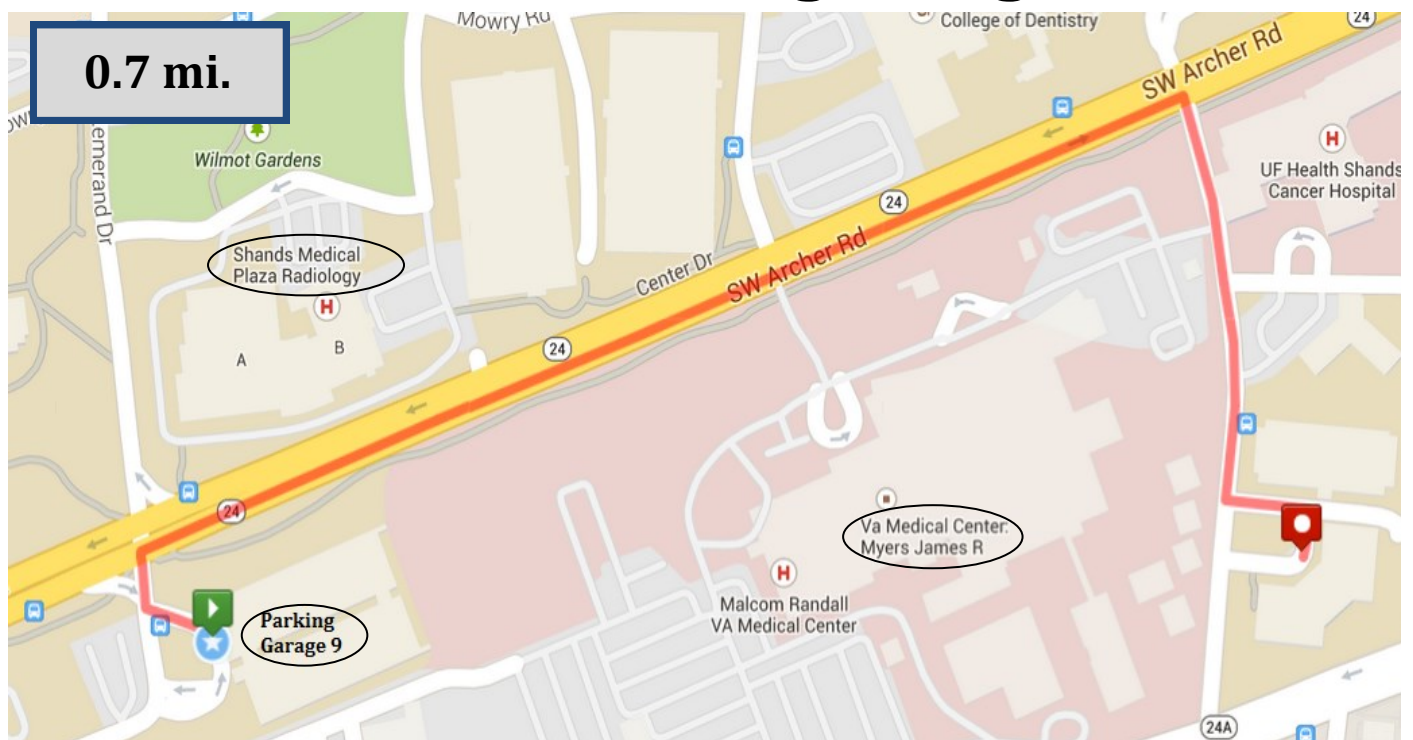 Mowry Rd
College of Dentistry
24
0.7 mi.
SW Archer Rd
Wilmot Gardens
UF Health Shands
Cancer Hospital
24
Shands Medical
Plaza Radiology
Center Dr
SW Archer Rd
A
B
24
24
Va Medical Center:
Myers James R
Malcom Randall
VA Medical Center
Parking
Garage 9
24A